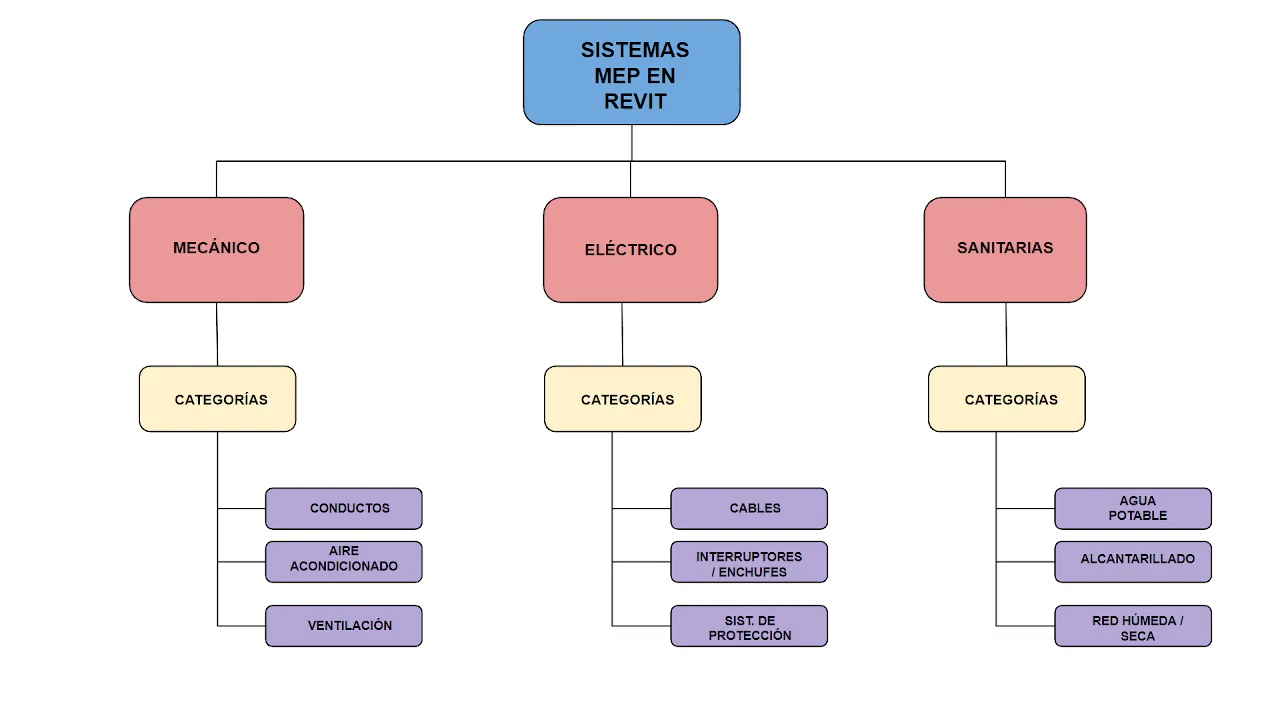 SISTEMAS
MEP EN
REVIT
MECÁNICO
ELÉCTRICO
SANITARIAS
CATEGORÍAS
CATEGORÍAS
CATEGORÍAS
CONDUCTOS
AIRE
ACONDICIONADO
VENTILACIÓN
CABLES
INTERRUPTORES
/ ENCHUFES
SIST. DE
PROTECCIÓN
AGUA
POTABLE
ALCANTARILLADO
RED HÚMEDA /
SECA